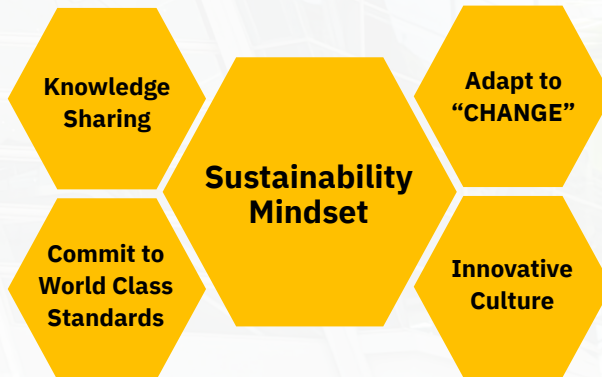 Knowledge
Sharing
Adapt to
“CHANGE”
Sustainability
Mindset
Commit to
World Class
Standards
Innovative
Culture